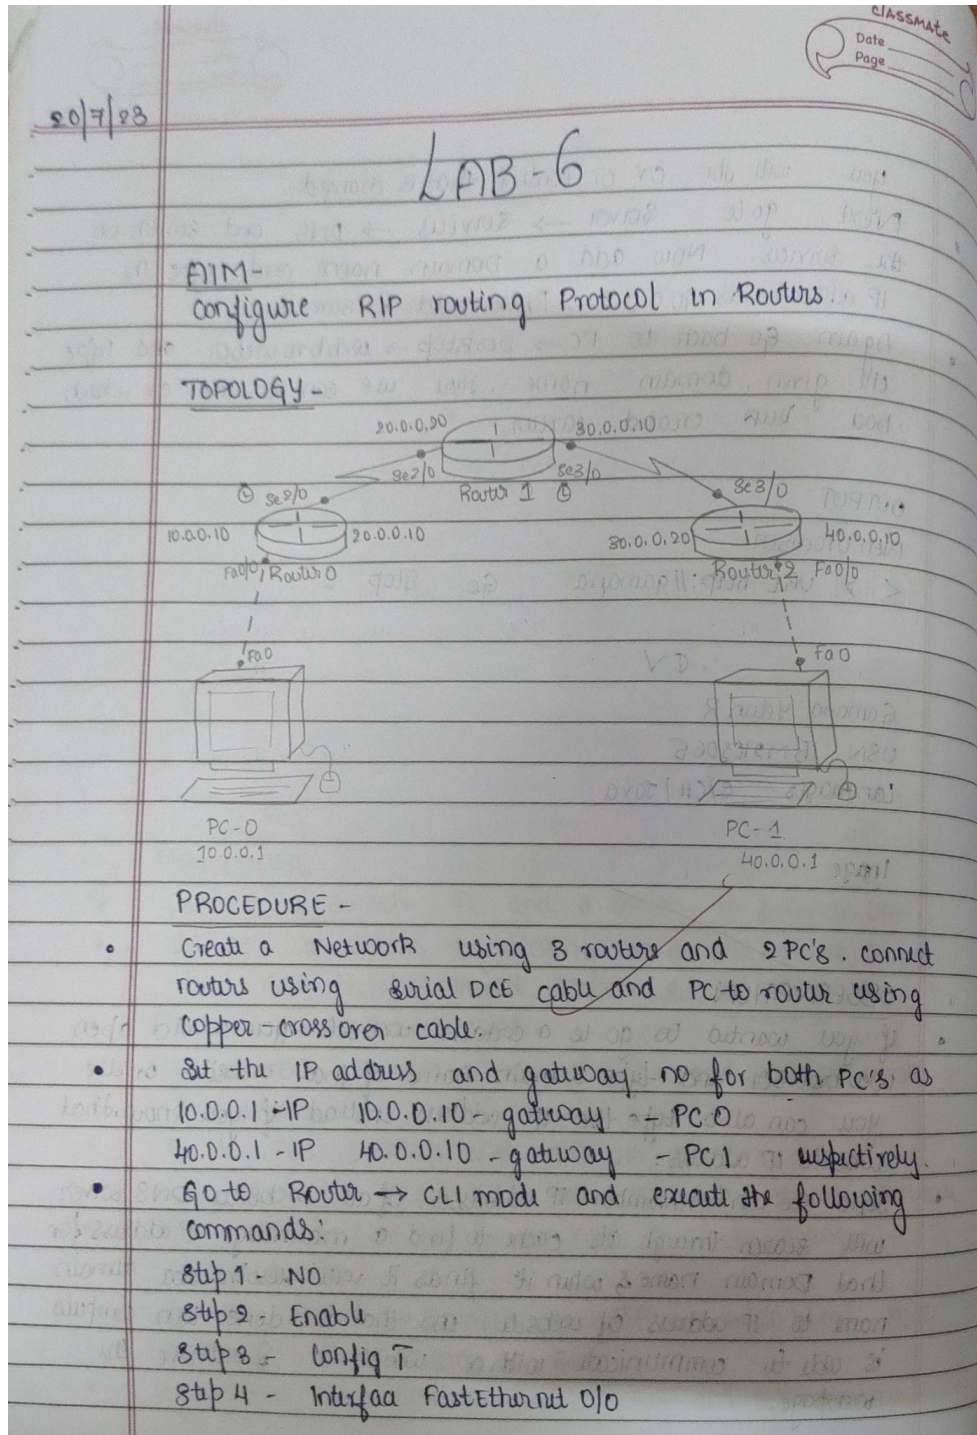 classmate
Date
Page
20/7/23
LAB-6
AIM-
Configure RIP routing Protocol in Routers.
TOPOLOGY-
20.0.0.20
30.0.0.10
Se2/0
Router 1
Se3/0
Se2/0
Se3/0
10.0.0.10
20.0.0.10
30.0.0.20
40.0.0.10
Fa0/0
Router 0
Router 2
Fa0/0
Fa0
Fa0
PC-0
10.0.0.1
PC-1
40.0.0.1
PROCEDURE -
• Create a Network using 3 routers and 2 PC's. connect
routers using serial DCE cable and PC to router using
copper-cross over cable.
• Set the IP address and gateway no for both PC's as
10.0.0.1 - IP 10.0.0.10 - gateway - PC0
40.0.0.1 - IP 40.0.0.10 - gateway - PC1 respectively.
• Go to Router → CLI mode and execute the following
commands:
Step 1 - NO
Step 2 - Enable
Step 3 - Config T
Step 4 - Interface FastEthernet 0/0